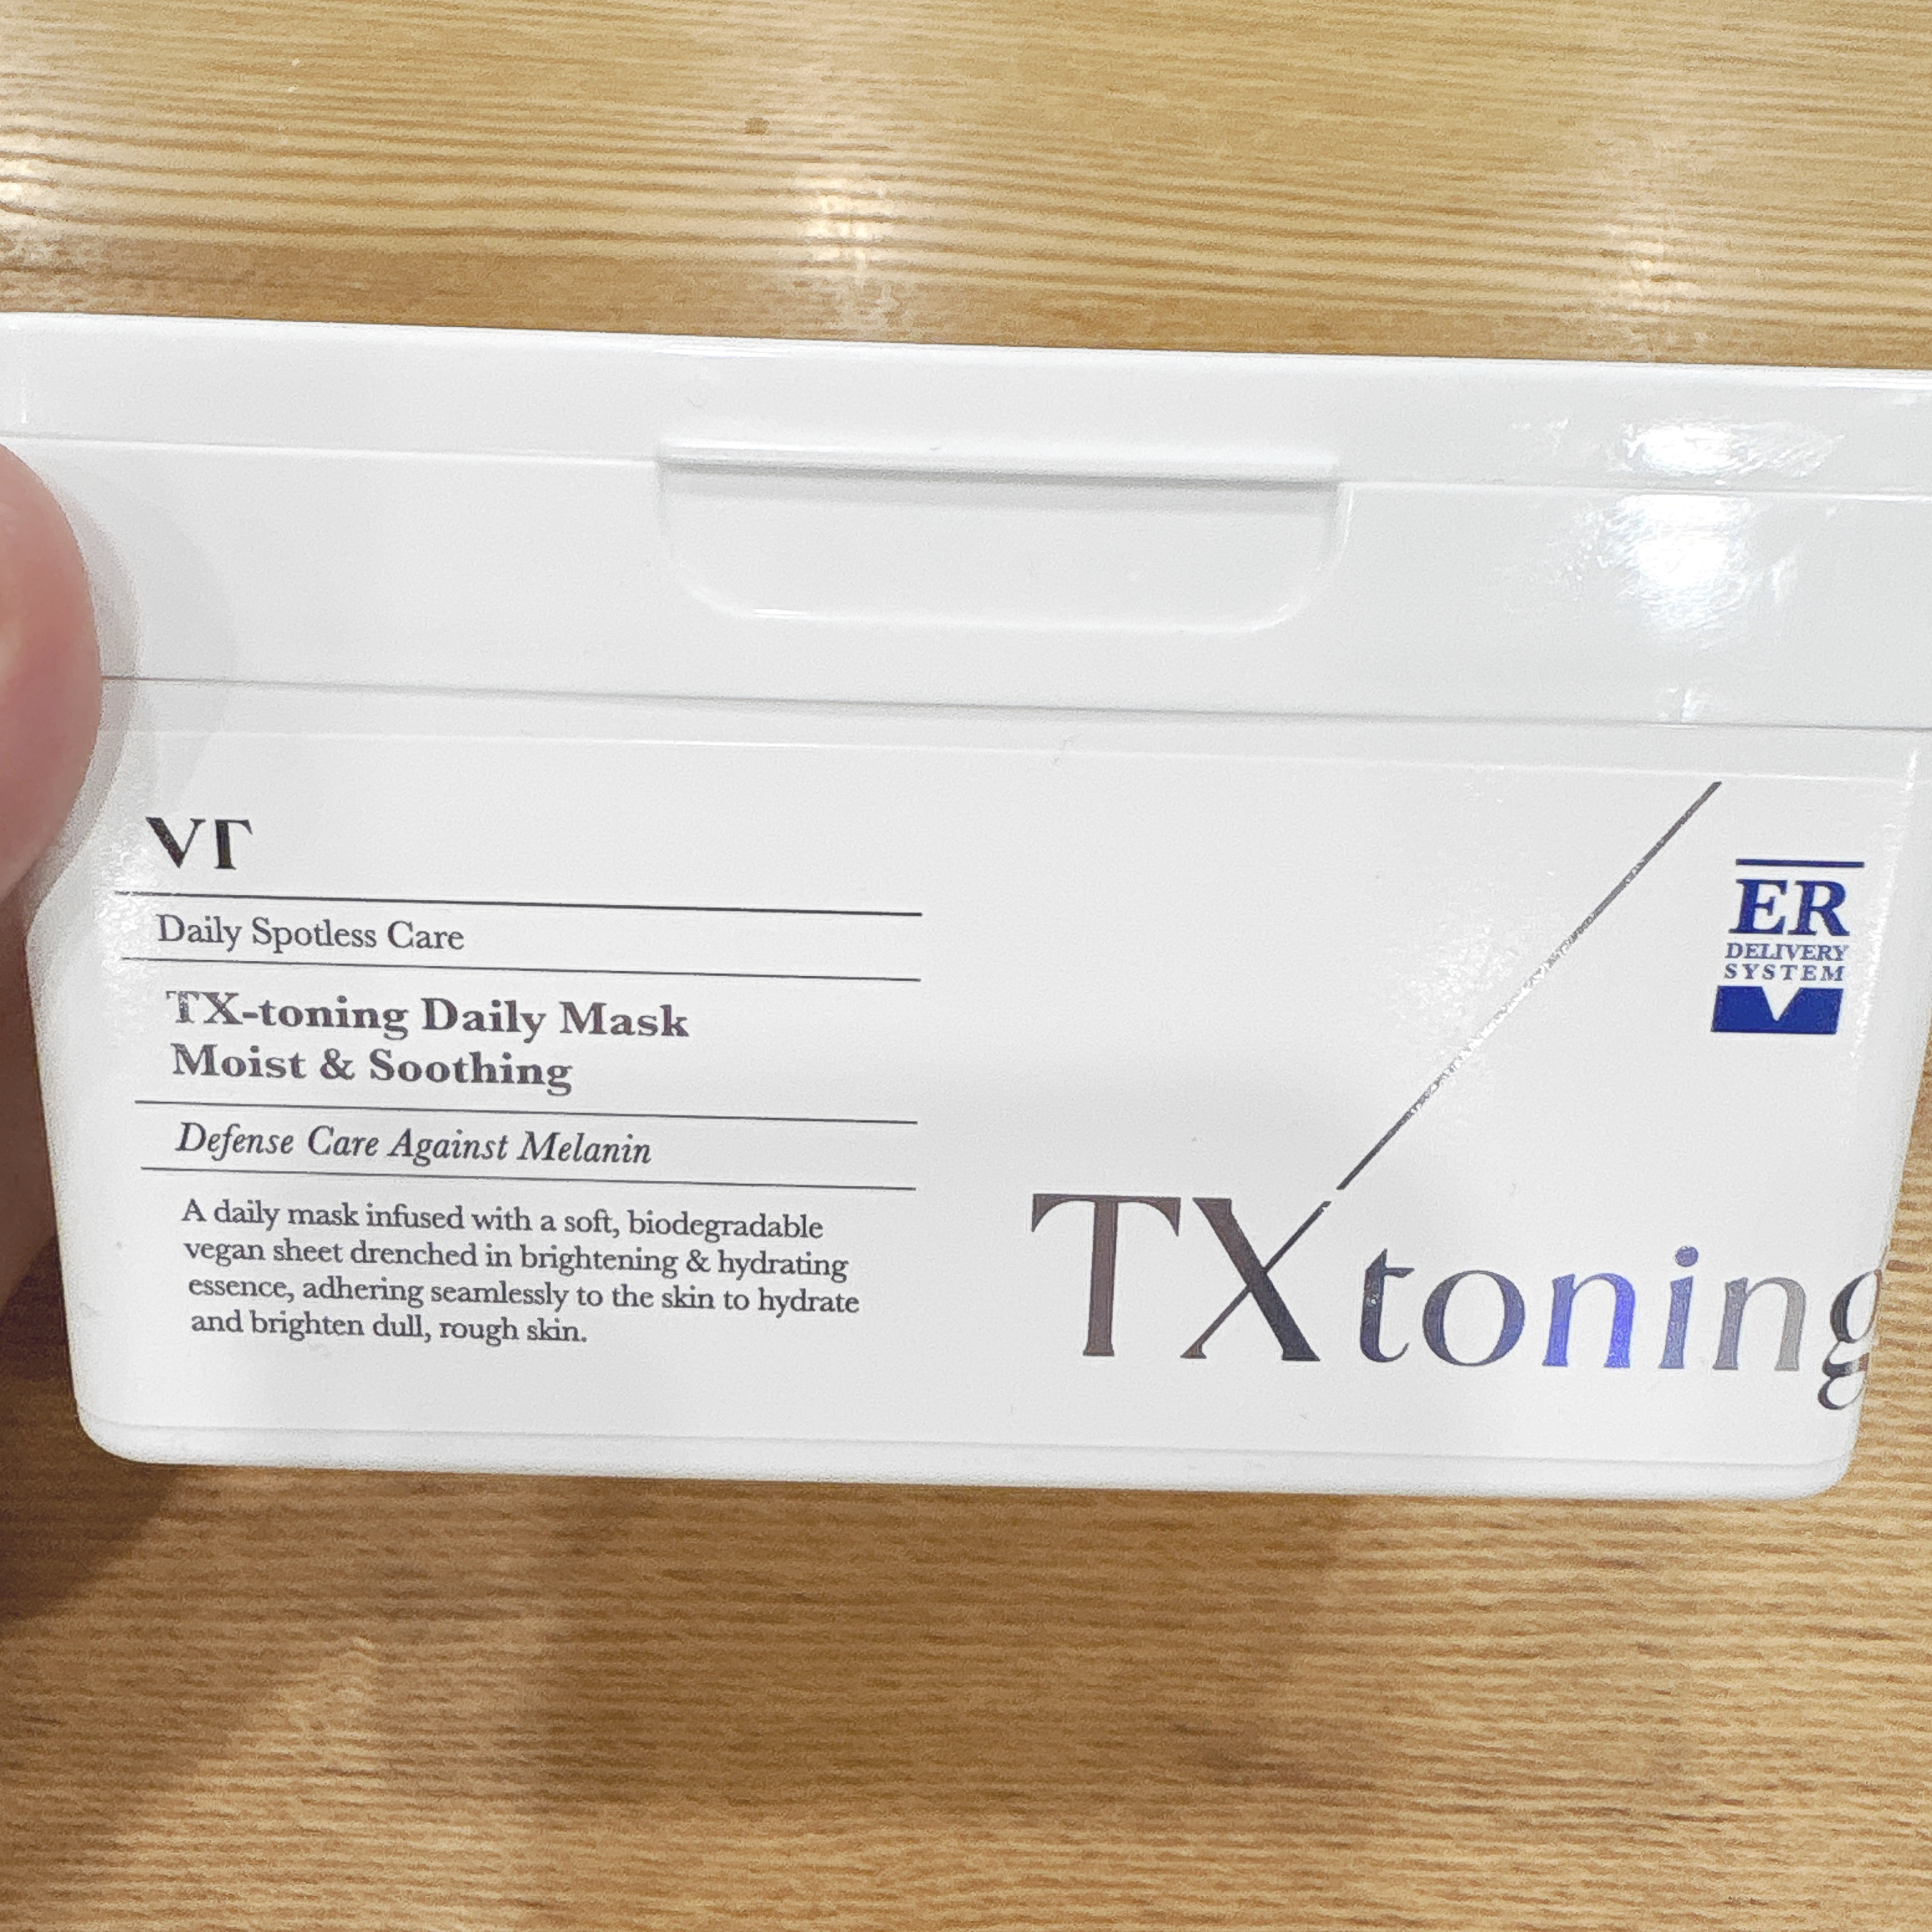 VT
Daily Spotless Care
TX-toning Daily Mask
Moist & Soothing
Defense Care Against Melanin
A daily mask infused with a soft, biodegradable
vegan sheet drenched in brightening & hydrating
essence, adhering seamlessly to the skin to hydrate
and brighten dull, rough skin.
ER
DELIVERY
SYSTEM
TX toning